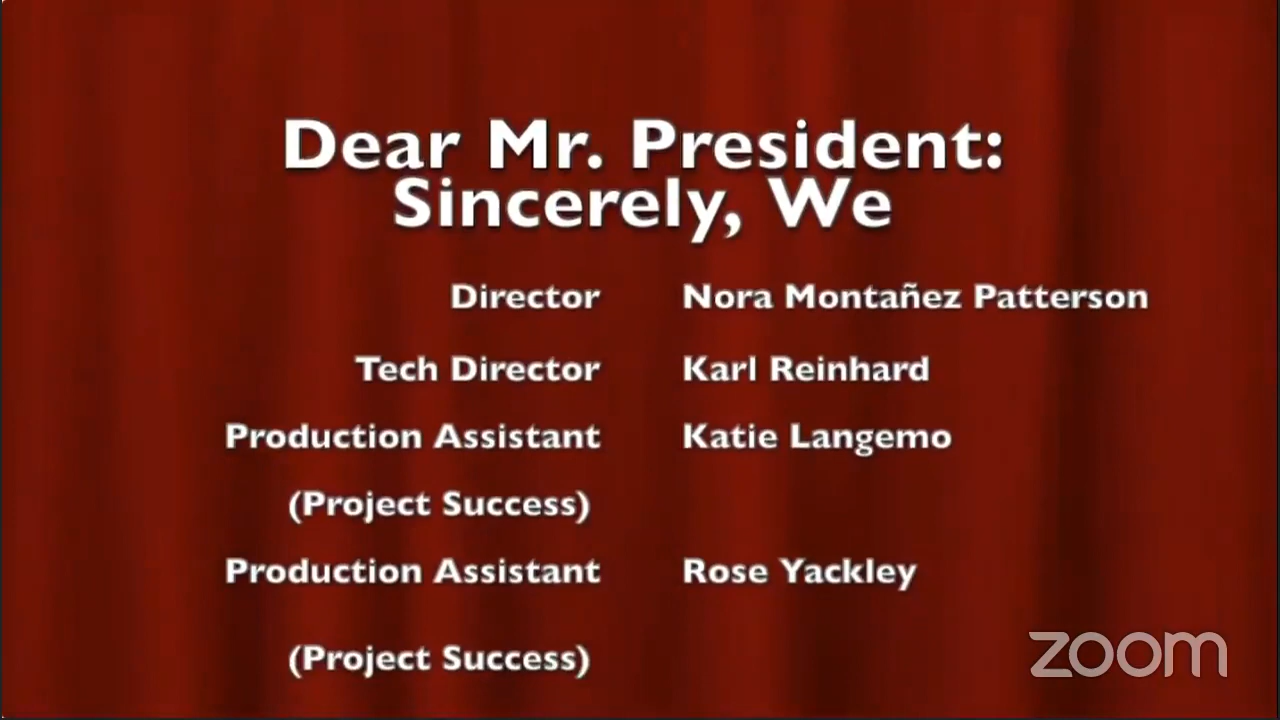 Dear Mr. President:
Sincerely, We
Director Nora Montañez Patterson
Tech Director Karl Reinhard
Production Assistant Katie Langemo
(Project Success)
Production Assistant Rose Yackley
(Project Success)
zoom